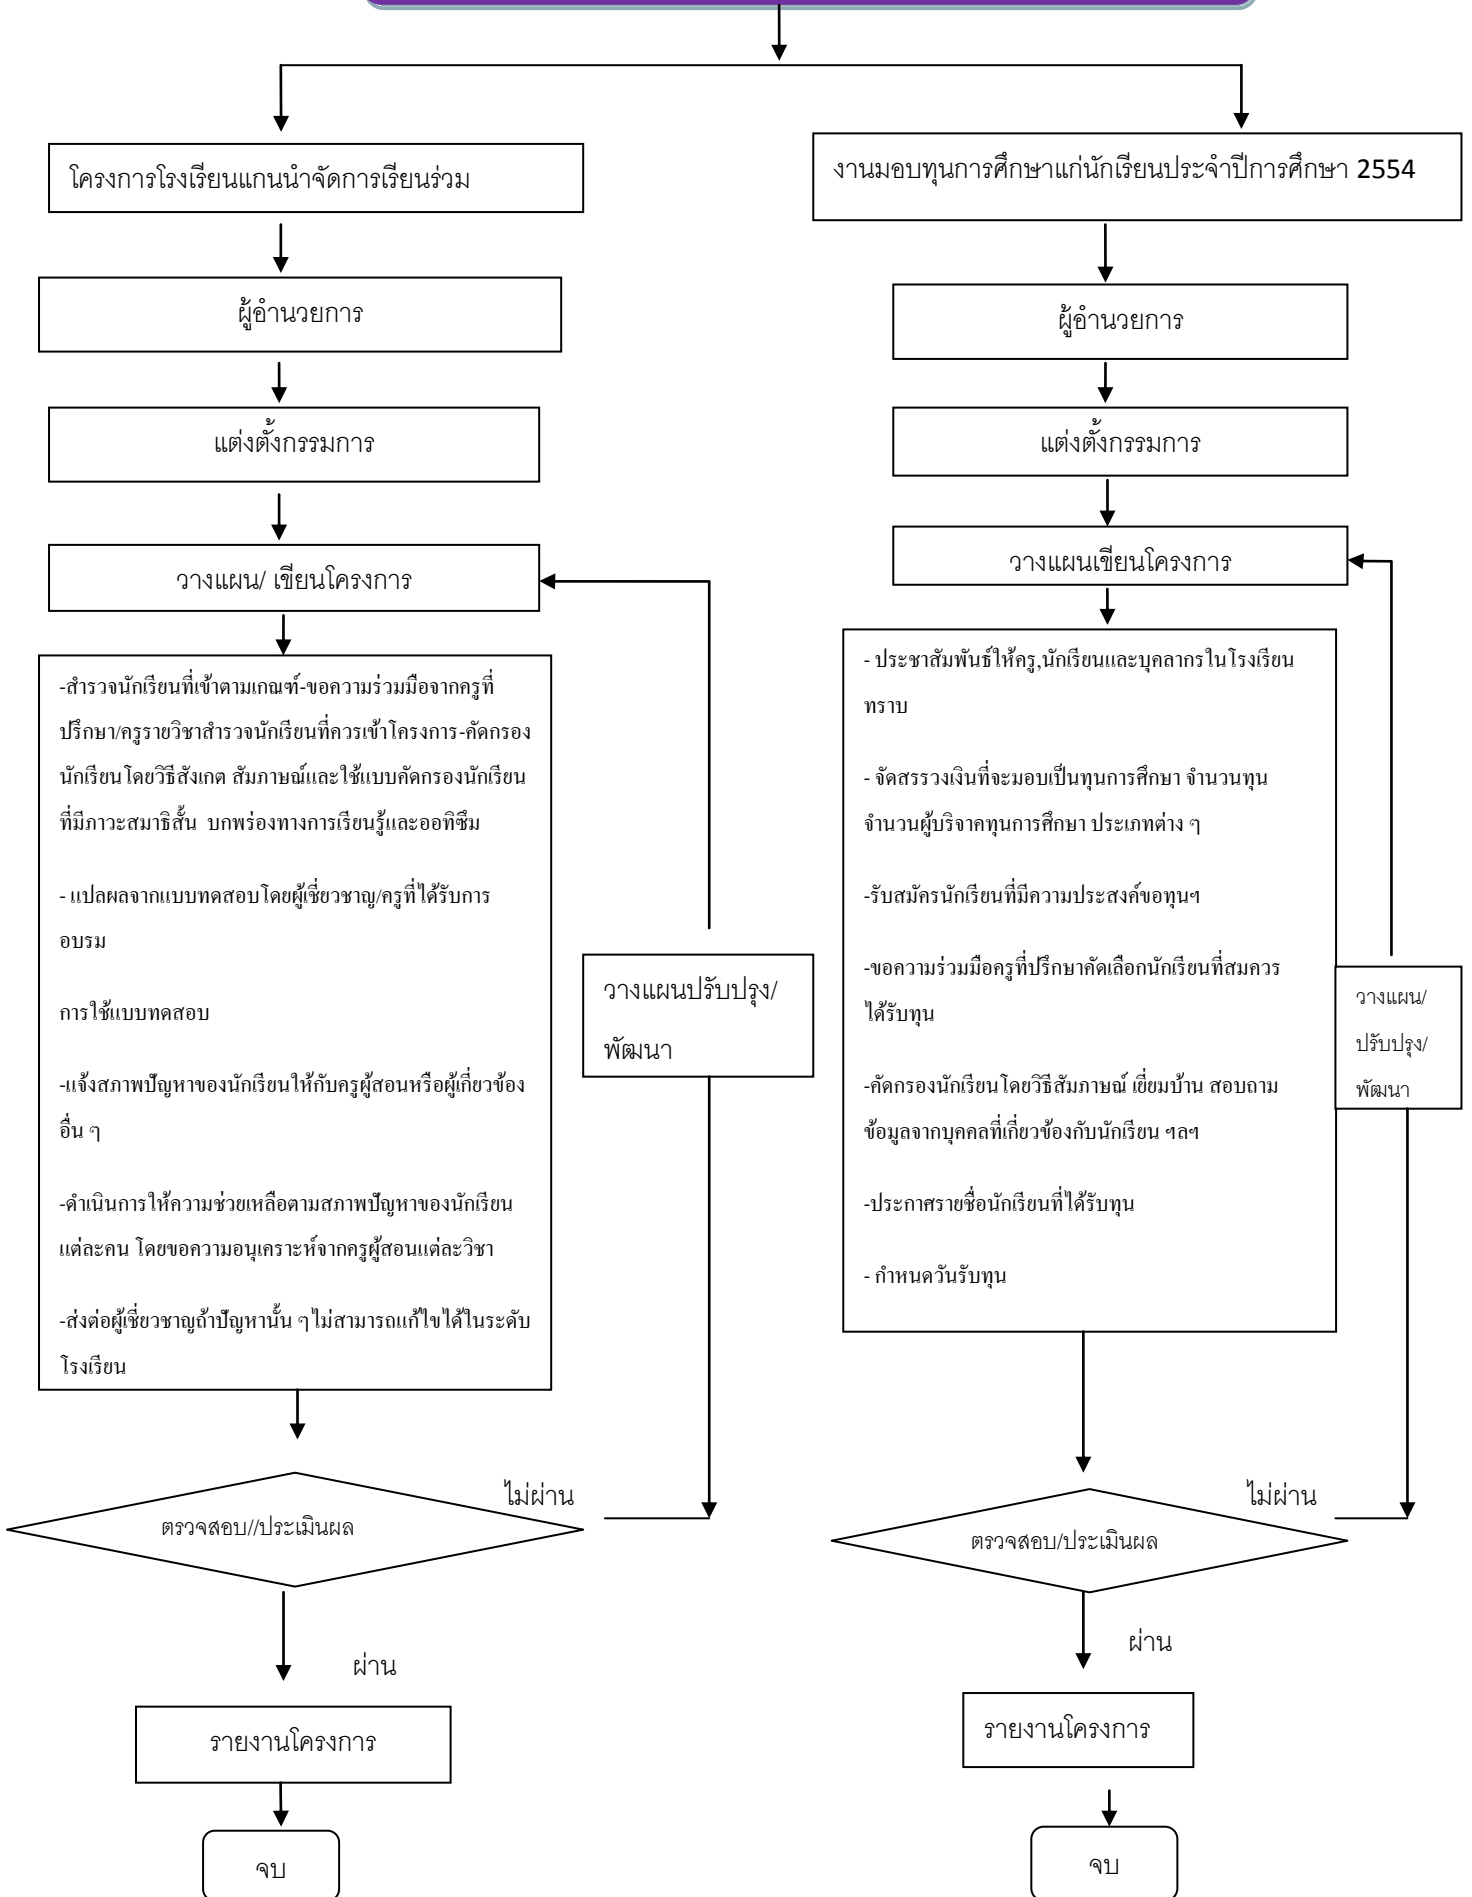 โครงการโรงเรียนแกนนำจัดการเรียนร่วม
ผู้อำนวยการ
แต่งตั้งกรรมการ
วางแผน/ เขียนโครงการ
-สำรวจนักเรียนที่เข้าตามเกณฑ์-ขอความร่วมมือจากครูที่
ปรึกษา/ครูรายวิชาสำรวจนักเรียนที่ควรเข้าโครงการ-คัดกรอง
นักเรียนโดยวิธีสังเกต สัมภาษณ์และใช้แบบคัดกรองนักเรียน
ที่มีภาวะสมาธิสั้น บกพร่องทางการเรียนรู้และออทิซึม
- แปลผลจากแบบทดสอบโดยผู้เชี่ยวชาญ/ครูที่ได้รับการ
อบรม
การใช้แบบทดสอบ
-แจ้งสภาพปัญหาของนักเรียนให้กับครูผู้สอนหรือผู้เกี่ยวข้อง
อื่น ๆ
-ดำเนินการให้ความช่วยเหลือตามสภาพปัญหาของนักเรียน
แต่ละคน โดยขอความอนุเคราะห์จากครูผู้สอนแต่ละวิชา
-ส่งต่อผู้เชี่ยวชาญถ้าปัญหานั้น ๆ ไม่สามารถแก้ไขได้ในระดับ
โรงเรียน
วางแผนปรับปรุง/
พัฒนา
ตรวจสอบ//ประเมินผล
ไม่ผ่าน
ผ่าน
รายงานโครงการ
จบ
งานมอบทุนการศึกษาแก่นักเรียนประจำปีการศึกษา 2554
ผู้อำนวยการ
แต่งตั้งกรรมการ
วางแผนเขียนโครงการ
- ประชาสัมพันธ์ให้ครู,นักเรียนและบุคลากรในโรงเรียน
ทราบ
- จัดสรรวงเงินที่จะมอบเป็นทุนการศึกษา จำนวนทุน
จำนวนผู้บริจาคทุนการศึกษา ประเภทต่าง ๆ
-รับสมัครนักเรียนที่มีความประสงค์ขอทุนฯ
-ขอความร่วมมือครูที่ปรึกษาคัดเลือกนักเรียนที่สมควร
ได้รับทุน
-คัดกรองนักเรียนโดยวิธีสัมภาษณ์ เยี่ยมบ้าน สอบถาม
ข้อมูลจากบุคคลที่เกี่ยวข้องกับนักเรียน ฯลฯ
-ประกาศรายชื่อนักเรียนที่ได้รับทุน
- กำหนดวันรับทุน
วางแผน/
ปรับปรุง/
พัฒนา
ตรวจสอบ/ประเมินผล
ไม่ผ่าน
ผ่าน
รายงานโครงการ
จบ